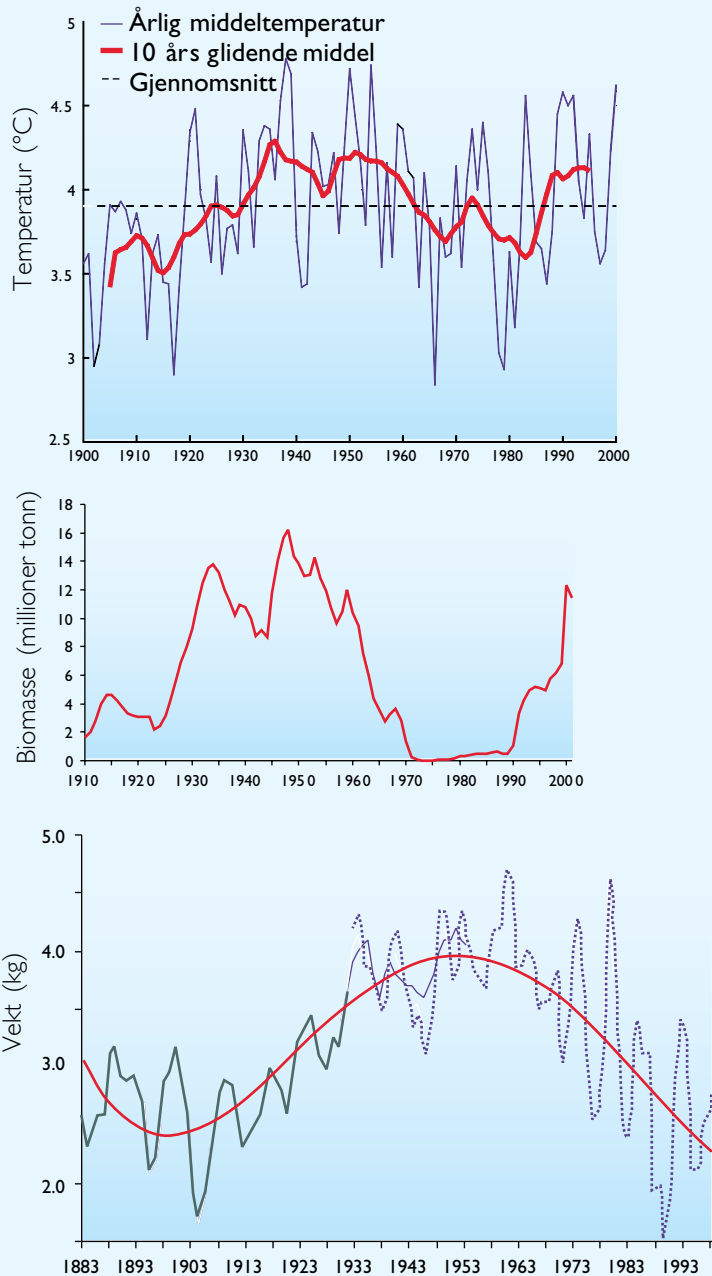 Årlig middeltemperatur
10 års glidende middel
Gjennomsnitt
Temperatur (°C)
5
4.5
4
3.5
3
2.5
1900 1910 1920 1930 1940 1950 1960 1970 1980 1990 2000
Biomasse (millioner tonn)
18
16
14
12
10
8
6
4
2
0
1910 1920 1930 1940 1950 1960 1970 1980 1990 2000
Vekt (kg)
5.0
4.0
3.0
2.0
1883 1893 1903 1913 1923 1933 1943 1953 1963 1973 1983 1993